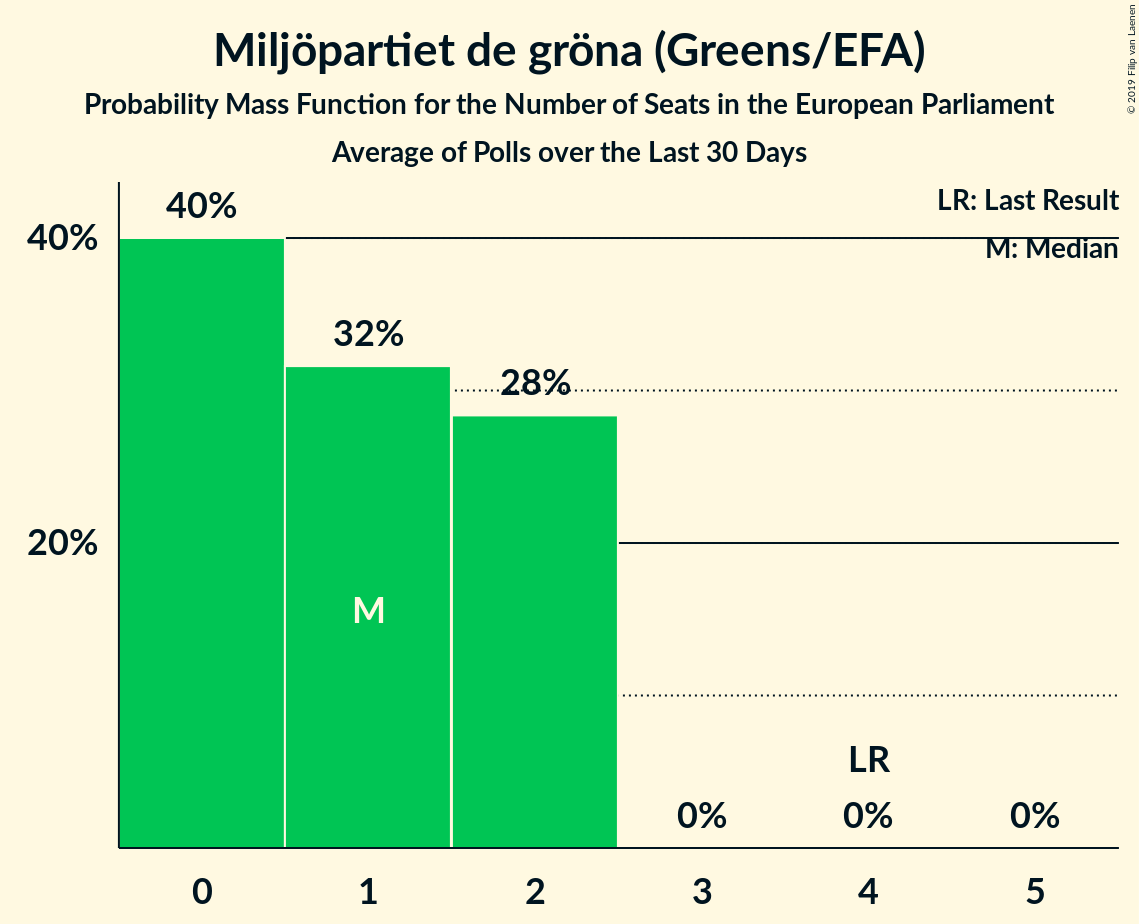 Miljöpartiet de gröna (Greens/EFA)
Probability Mass Function for the Number of Seats in the European Parliament
Average of Polls over the Last 30 Days
© 2019 Filip van Laenen
LR: Last Result
M: Median
40%
20%
40%
32%
28%
0%
0%
0%
M
LR
0 1 2 3 4 5